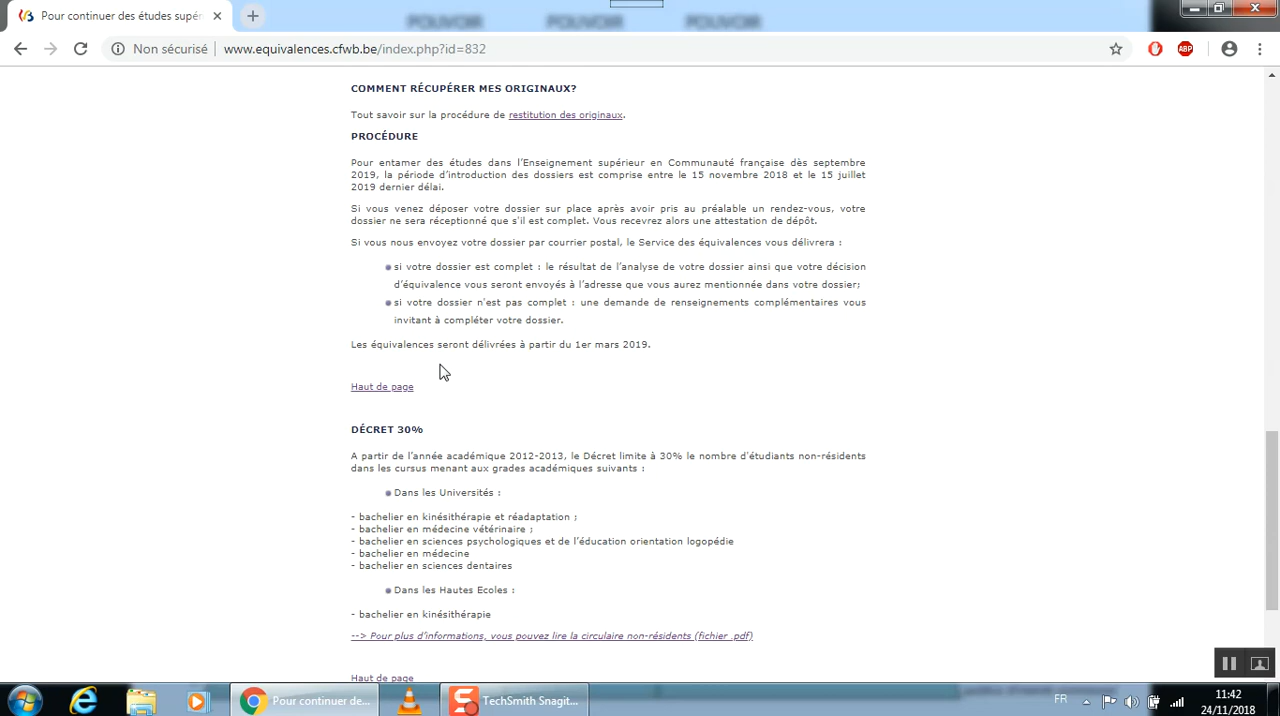 POUVOIR POUVOIR POUVOIR
Pour continuer des études supéri
Non sécurisé www.equivalences.cfwb.be/index.php?id=832
ABP
COMMENT RÉCUPÉRER MES ORIGINAUX?
Tout savoir sur la procédure de restitution des originaux.
PROCÉDURE
Pour entamer des études dans l'Enseignement supérieur en Communauté française dès septembre
2019, la période d'introduction des dossiers est comprise entre le 15 novembre 2018 et le 15 juillet
2019 dernier délai.
Si vous venez déposer votre dossier sur place après avoir pris au préalable un rendez-vous, votre
dossier ne sera réceptionné que s'il est complet. Vous recevrez alors une attestation de dépôt.
Si vous nous envoyez votre dossier par courrier postal, le Service des équivalences vous délivrera :
si votre dossier est complet : le résultat de l'analyse de votre dossier ainsi que votre décision
d'équivalence vous seront envoyés à l'adresse que vous aurez mentionnée dans votre dossier;
si votre dossier n'est pas complet : une demande de renseignements complémentaires vous
invitant à compléter votre dossier.
Les équivalences seront délivrées à partir du 1er mars 2019.
Haut de page
DÉCRET 30%
A partir de l'année académique 2012-2013, le Décret limite à 30% le nombre d'étudiants non-résidents
dans les cursus menant aux grades académiques suivants :
Dans les Universités :
- bachelier en kinésithérapie et réadaptation ;
- bachelier en médecine vétérinaire ;
- bachelier en sciences psychologiques et de l'éducation orientation logopédie
- bachelier en médecine
- bachelier en sciences dentaires
Dans les Hautes Ecoles :
- bachelier en kinésithérapie
--> Pour plus d'informations, vous pouvez lire la circulaire non-résidents (fichier .pdf)
Haut de page
Pour continuer de...
TechSmith Snagit...
FR
11:42
24/11/2018